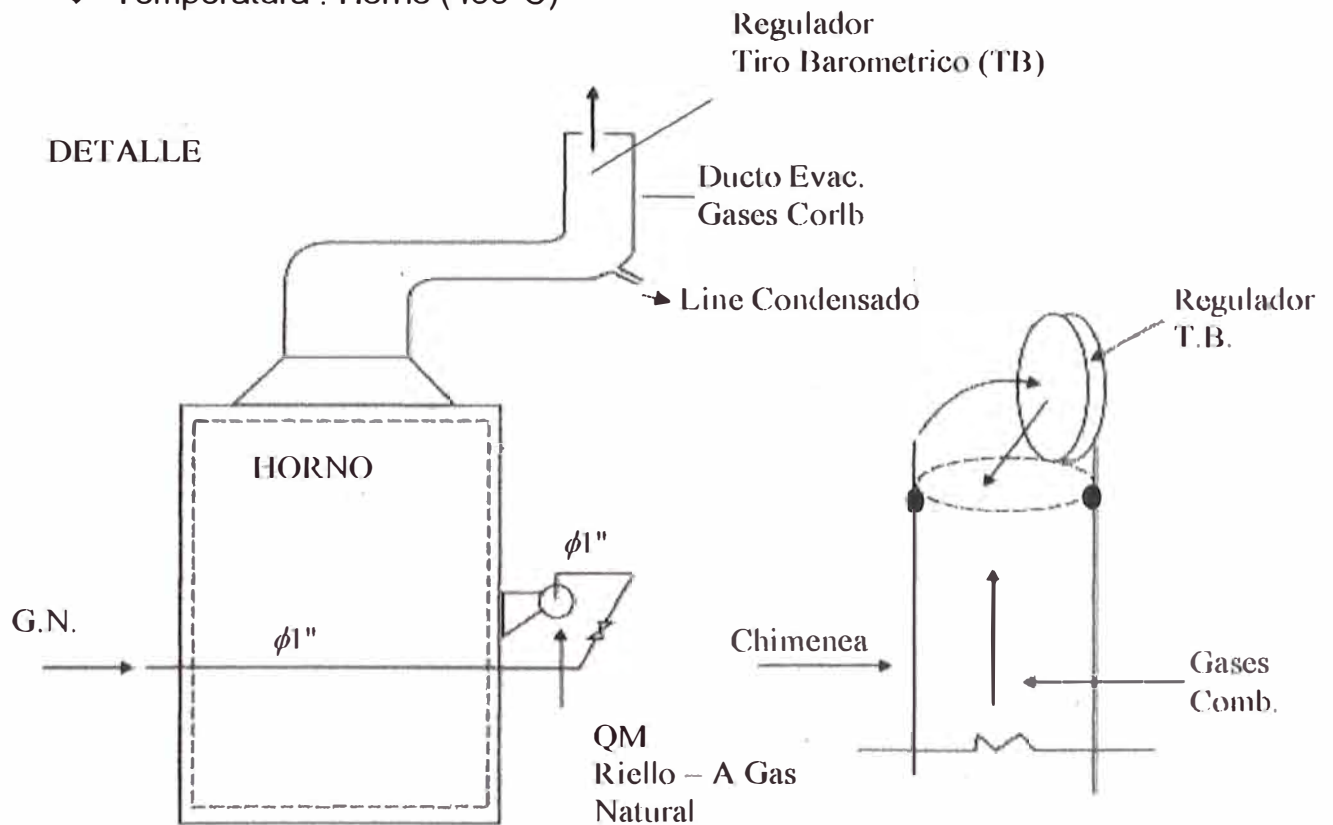 Regulador
Tiro Barometrico (TB)
DETALLE
Ducto Evac.
Gases Corlb
Line Condensado
Regulador
T.B.
HORNO
ϕ1"
G.N.
ϕ1"
Chimenea
Gases
Comb.
QM
Riello – A Gas
Natural